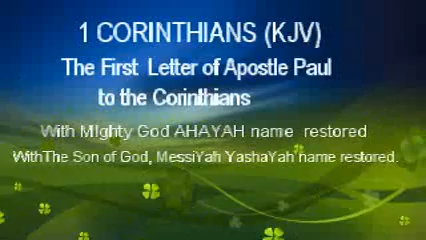 1 CORINTHIANS (KJV)
The First Letter of Apostle Paul
to the Corinthians
With MIghty God AHAYAH name restored
WithThe Son of God, MessiYah YashaYah name restored.